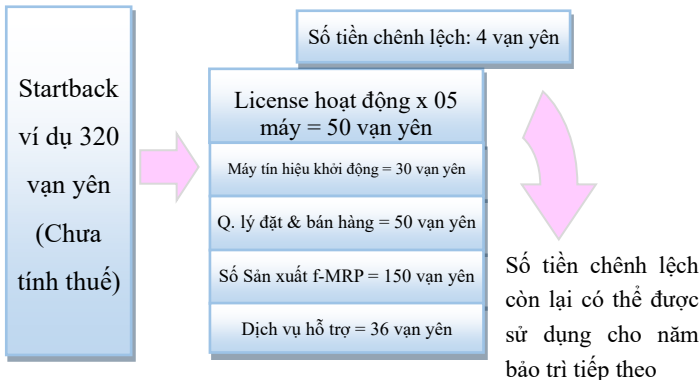 Số tiền chênh lệch: 4 vạn yên
Startback
ví dụ 320
vạn yên
(Chưa
tính thuế)
License hoạt động x 05
máy = 50 vạn yên
Máy tín hiệu khởi động = 30 vạn yên
Q. lý đặt & bán hàng = 50 vạn yên
Số Sản xuất f-MRP = 150 vạn yên
Dịch vụ hỗ trợ = 36 vạn yên
Số tiền chênh lệch
còn lại có thể được
sử dụng cho năm
bảo trì tiếp theo